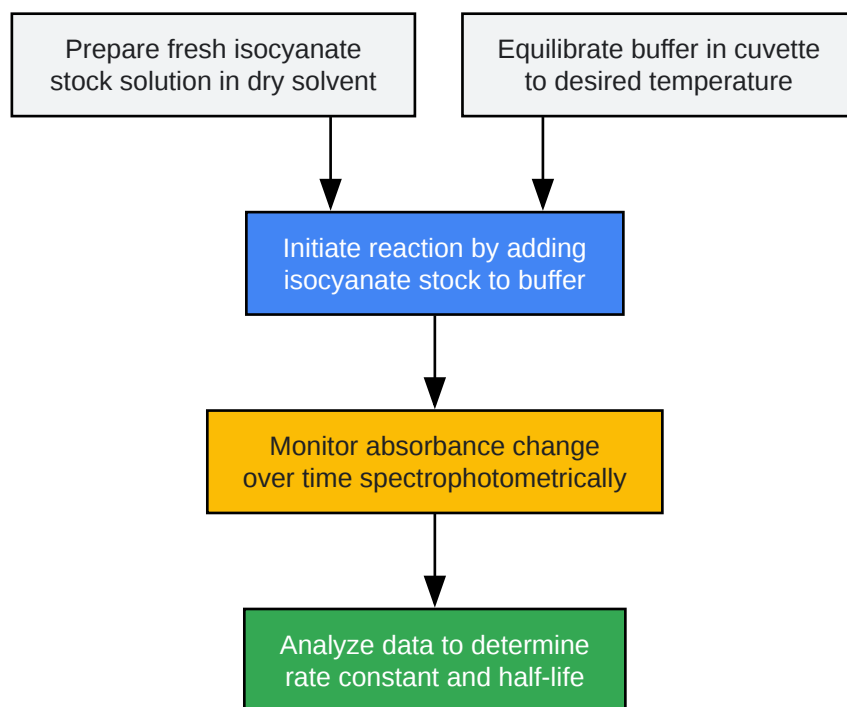 Prepare fresh isocyanate
stock solution in dry solvent
Equilibrate buffer in cuvette
to desired temperature
Initiate reaction by adding
isocyanate stock to buffer
Monitor absorbance change
over time spectrophotometrically
Analyze data to determine
rate constant and half-life